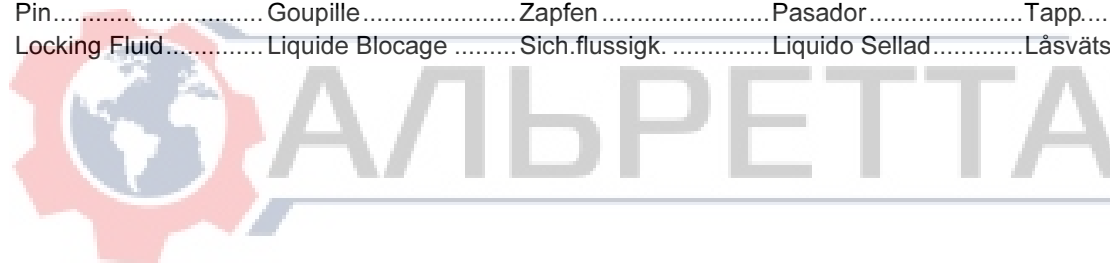 Pin..........................Goupille......................Zapfen......................Pasador......................Tapp....
Locking Fluid..............Liquide Blocage .........Sich.flussigk. .............Liquido Sellad.............Låsväts
АЛЬРЕТТА